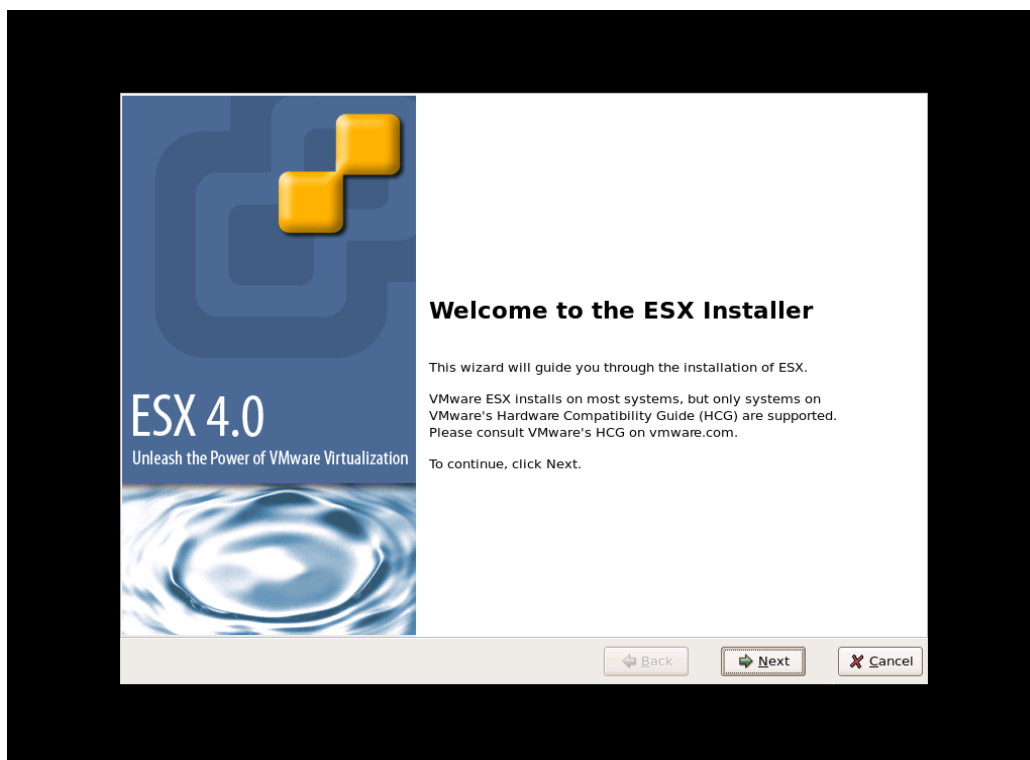 Welcome to the ESX Installer
This wizard will guide you through the installation of ESX.
VMware ESX installs on most systems, but only systems on
VMware's Hardware Compatibility Guide (HCG) are supported.
Please consult VMware's HCG on vmware.com.
To continue, click Next.
ESX 4.0
Unleash the Power of VMware Virtualization
Back
Next
Cancel